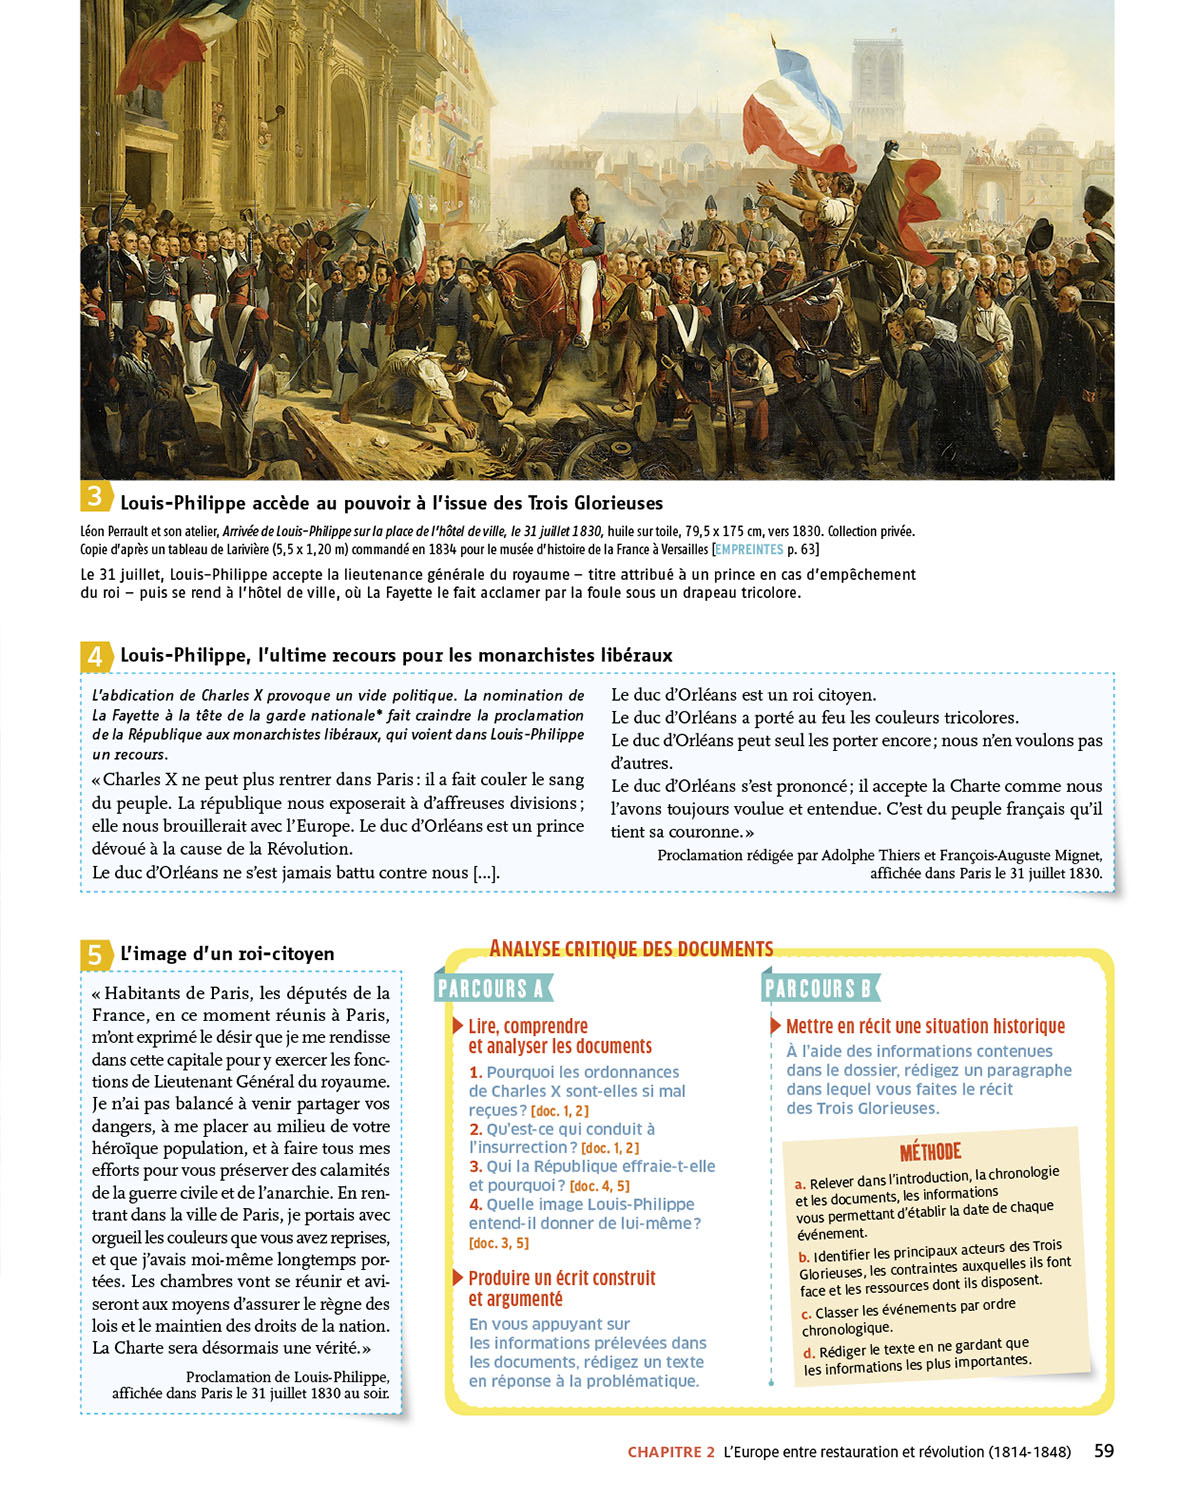 3 Louis-Philippe accède au pouvoir à l'issue des Trois Glorieuses
Léon Perrault et son atelier, Arrivée de Louis-Philippe sur la place de l'hôtel de ville, le 31 juillet 1830, huile sur toile, 79,5 x 175 cm, vers 1830. Collection privée.
Copie d'après un tableau de Larivière (5,5 x 1,20 m) commandé en 1834 pour le musée d'histoire de la France à Versailles [EMPREINTES p. 63]
Le 31 juillet, Louis-Philippe accepte la lieutenance générale du royaume – titre attribué à un prince en cas d'empêchement
du roi – puis se rend à l'hôtel de ville, où La Fayette le fait acclamer par la foule sous un drapeau tricolore.
4 Louis-Philippe, l'ultime recours pour les monarchistes libéraux
L'abdication de Charles X provoque un vide politique. La nomination de
La Fayette à la tête de la garde nationale* fait craindre la proclamation
de la République aux monarchistes libéraux, qui voient dans Louis-Philippe
un recours.
« Charles X ne peut plus rentrer dans Paris : il a fait couler le sang
du peuple. La république nous exposerait à d'affreuses divisions ;
elle nous brouillerait avec l'Europe. Le duc d'Orléans est un prince
dévoué à la cause de la Révolution.
Le duc d'Orléans ne s'est jamais battu contre nous [...].
Le duc d'Orléans est un roi citoyen.
Le duc d'Orléans a porté au feu les couleurs tricolores.
Le duc d'Orléans peut seul les porter encore ; nous n'en voulons pas
d'autres.
Le duc d'Orléans s'est prononcé ; il accepte la Charte comme nous
l'avons toujours voulue et entendue. C'est du peuple français qu'il
tient sa couronne. »
Proclamation rédigée par Adolphe Thiers et François-Auguste Mignet,
affichée dans Paris le 31 juillet 1830.
5 L'image d'un roi-citoyen
« Habitants de Paris, les députés de la
France, en ce moment réunis à Paris,
m'ont exprimé le désir que je me rendisse
dans cette capitale pour y exercer les fonc-
tions de Lieutenant Général du royaume.
Je n'ai pas balancé à venir partager vos
dangers, à me placer au milieu de votre
héroïque population, et à faire tous mes
efforts pour vous préserver des calamités
de la guerre civile et de l'anarchie. En ren-
trant dans la ville de Paris, je portais avec
orgueil les couleurs que vous avez reprises,
et que j'avais moi-même longtemps por-
tées. Les chambres vont se réunir et avi-
seront aux moyens d'assurer le règne des
lois et le maintien des droits de la nation.
La Charte sera désormais une vérité. »
Proclamation de Louis-Philippe,
affichée dans Paris le 31 juillet 1830 au soir.
ANALYSE CRITIQUE DES DOCUMENTS
PARCOURS A
Lire, comprendre
et analyser les documents
1. Pourquoi les ordonnances
de Charles X sont-elles si mal
reçues ? [doc. 1, 2]
2. Qu'est-ce qui conduit à
l'insurrection ? [doc. 1, 2]
3. Qui la République effraie-t-elle
et pourquoi ? [doc. 4, 5]
4. Quelle image Louis-Philippe
entend-il donner de lui-même ?
[doc. 3, 5]
Produire un écrit construit
et argumenté
En vous appuyant sur
les informations prélevées dans
les documents, rédigez un texte
en réponse à la problématique.
PARCOURS B
Mettre en récit une situation historique
À l'aide des informations contenues
dans le dossier, rédigez un paragraphe
dans lequel vous faites le récit
des Trois Glorieuses.
MÉTHODE
a. Relever dans l'introduction, la chronologie
et les documents, les informations
vous permettant d'établir la date de chaque
événement.
b. Identifier les principaux acteurs des Trois
Glorieuses, les contraintes auxquelles ils font
face et les ressources dont ils disposent.
c. Classer les événements par ordre
chronologique.
d. Rédiger le texte en ne gardant que
les informations les plus importantes.
CHAPITRE 2 L'Europe entre restauration et révolution (1814-1848) 59